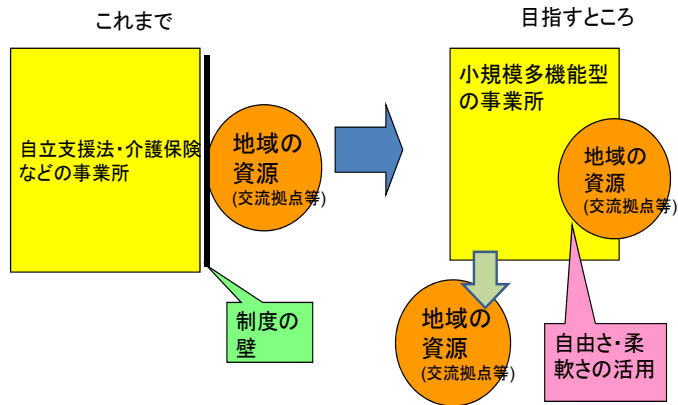 これまで
目指すところ
自立支援法・介護保険
などの事業所
地域の
資源
(交流拠点等)
制度の
壁
小規模多機能型
の事業所
地域の
資源
(交流拠点等)
地域の
資源
(交流拠点等)
自由さ・柔
軟さの活用